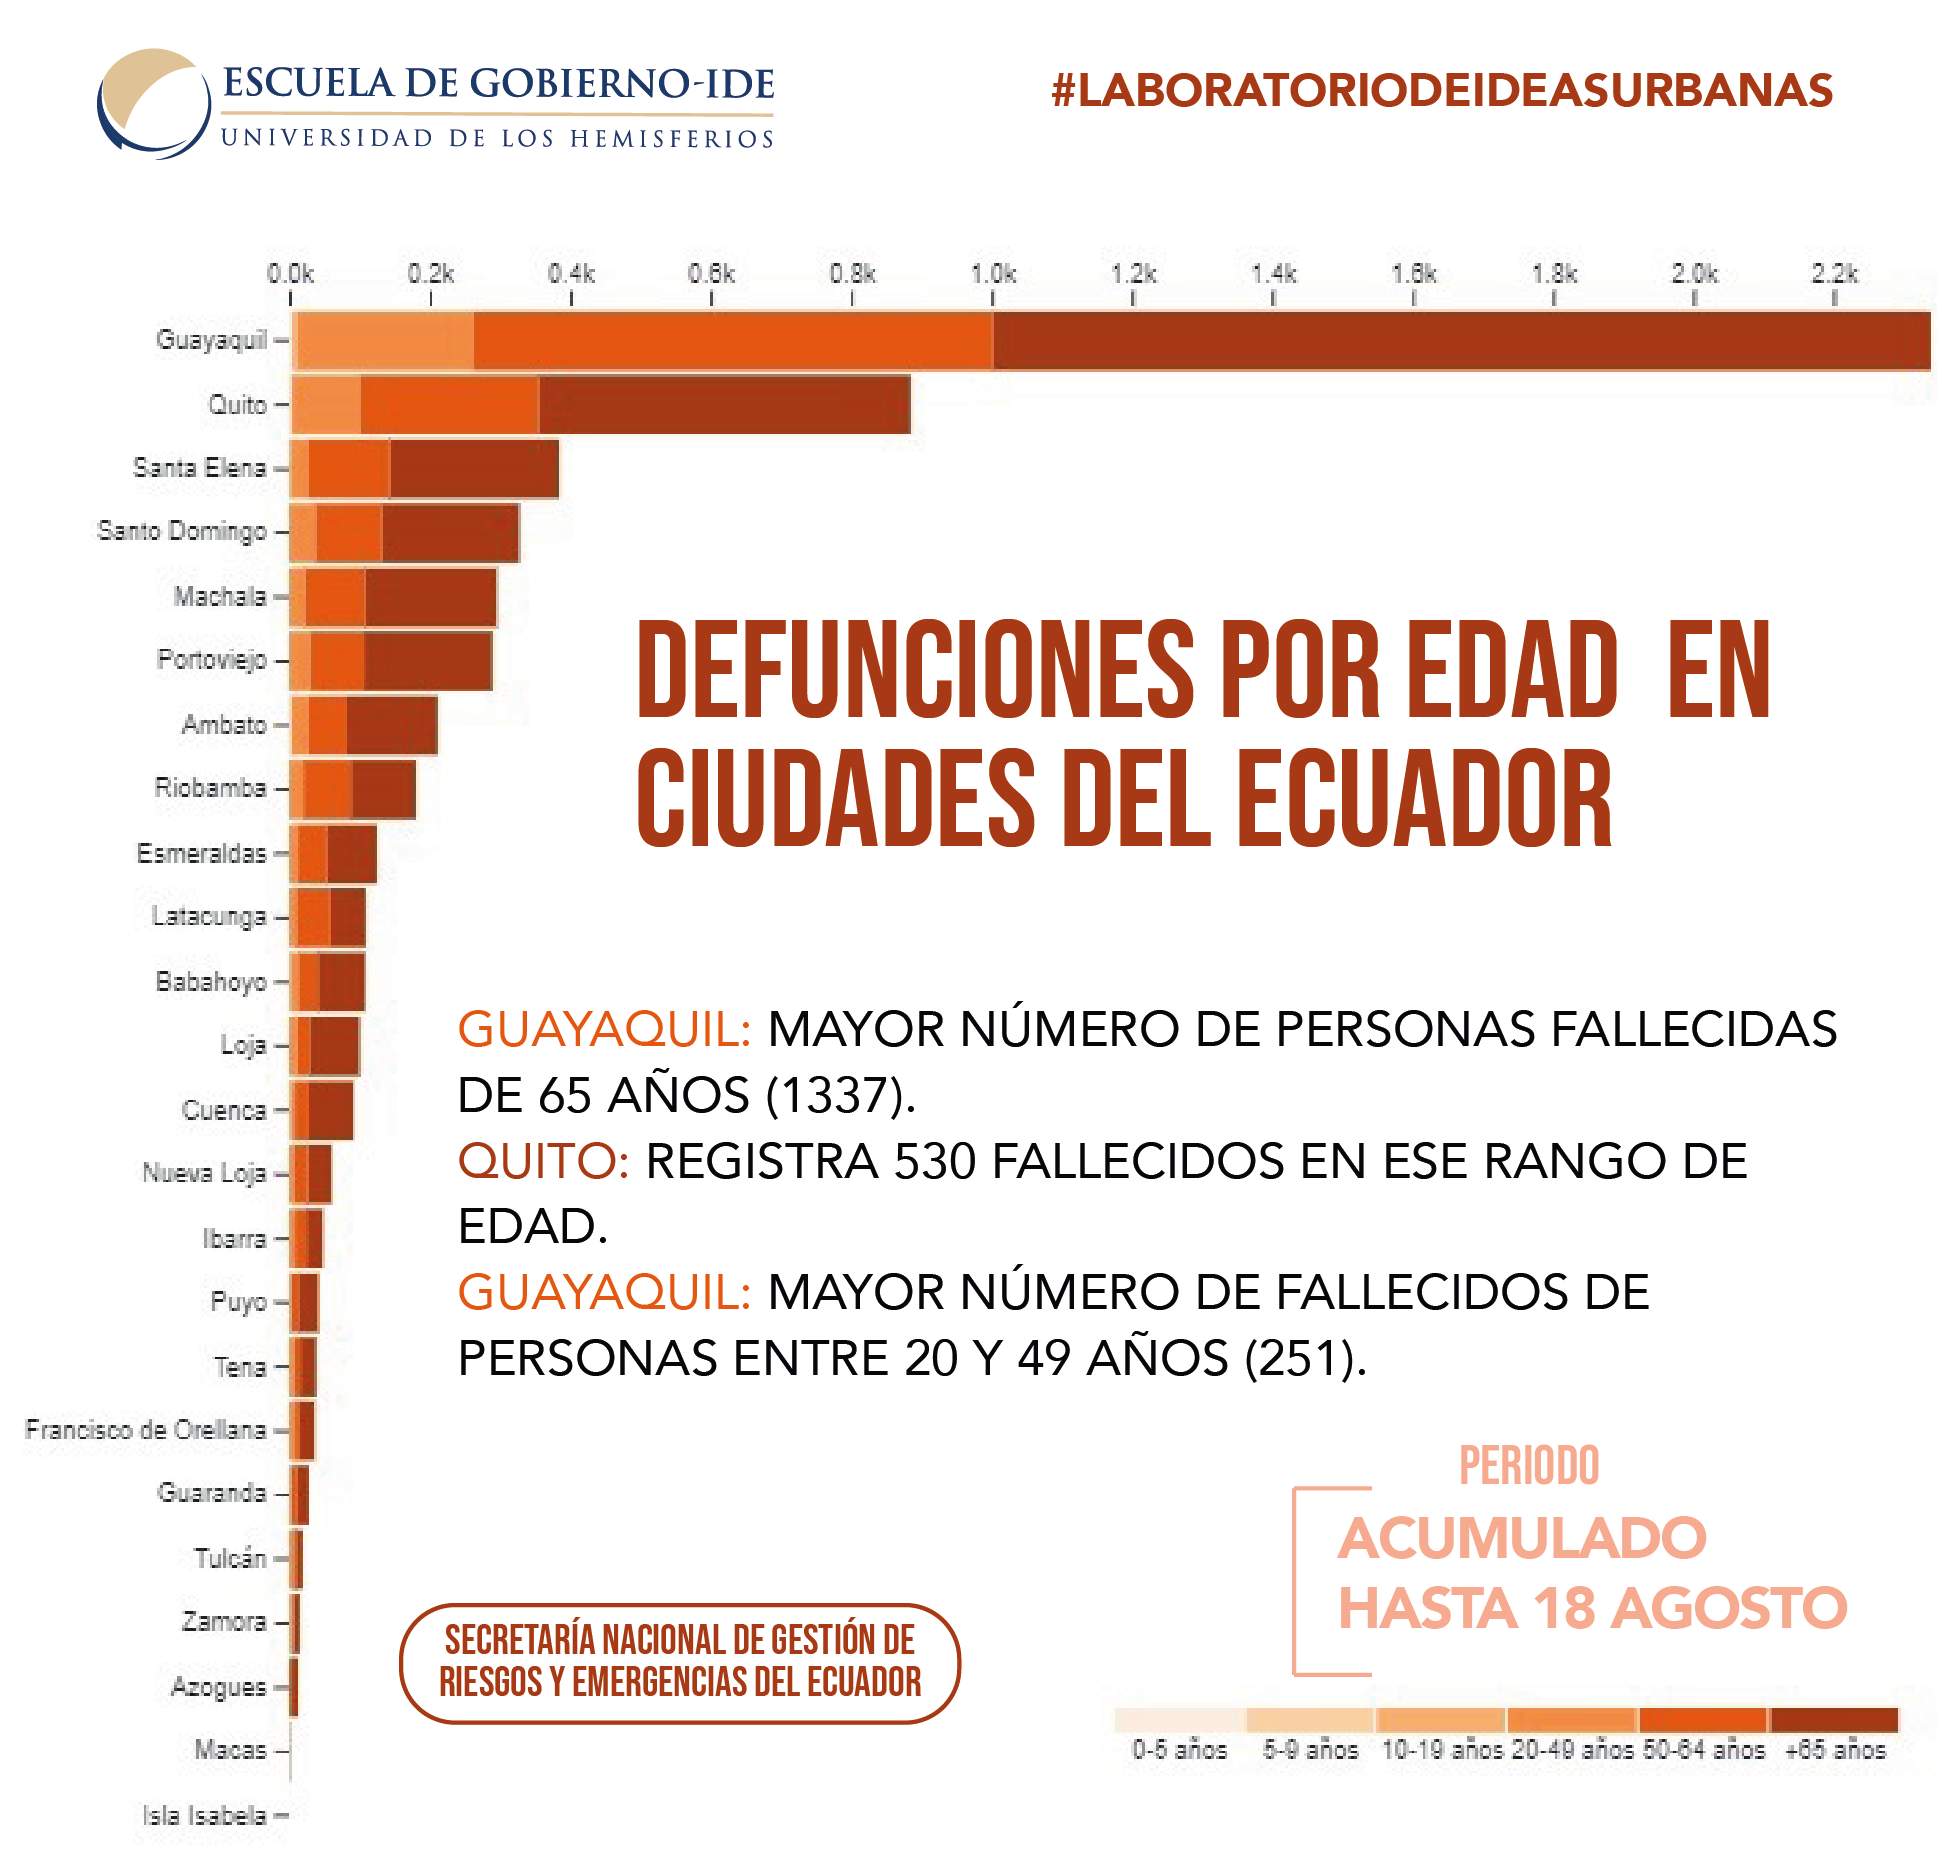 ESCUELA DE GOBIERNO-IDE
UNIVERSIDAD DE LOS HEMISFERIOS
#LABORATORIODEIDEASURBANAS
0.0k 0.2k 0.4k 0.6k 0.8k 1.0k 1.2k 1.4k 1.6k 1.8k 2.0k 2.2k
Guayaquil
Quito
Santa Elena
Santo Domingo
Machala
Portoviejo
Ambato
Riobamba
Esmeraldas
Latacunga
Babahoyo
Loja
Cuenca
Nueva Loja
Ibarra
Puyo
Tena
Francisco de Orellana
Guaranda
Tulcán
Zamora
Azogues
Macas
Isla Isabela
DEFUNCIONES POR EDAD EN
CIUDADES DEL ECUADOR
GUAYAQUIL: MAYOR NÚMERO DE PERSONAS FALLECIDAS
DE 65 AÑOS (1337).
QUITO: REGISTRA 530 FALLECIDOS EN ESE RANGO DE
EDAD.
GUAYAQUIL: MAYOR NÚMERO DE FALLECIDOS DE
PERSONAS ENTRE 20 Y 49 AÑOS (251).
PERIODO
ACUMULADO
HASTA 18 AGOSTO
SECRETARÍA NACIONAL DE GESTIÓN DE
RIESGOS Y EMERGENCIAS DEL ECUADOR
0-5 años 5-9 años 10-19 años 20-49 años 50-64 años +65 años